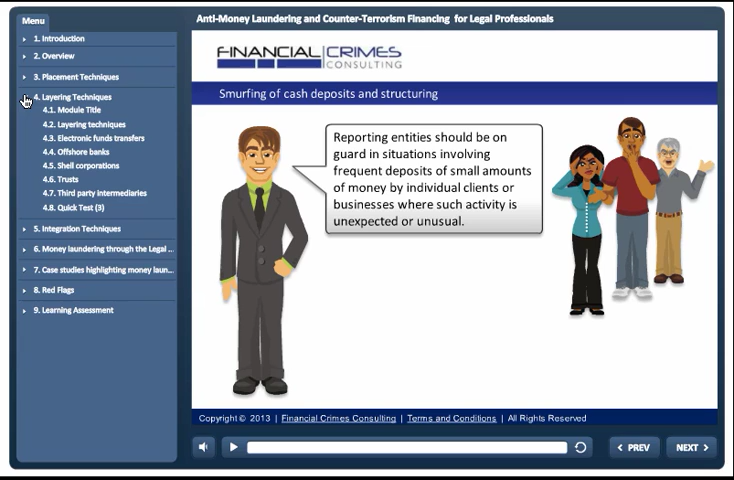 Menu
Anti-Money Laundering and Counter-Terrorism Financing for Legal Professionals
1. Introduction
2. Overview
3. Placement Techniques
4. Layering Techniques
4.1. Module Title
4.2. Layering techniques
4.3. Electronic funds transfers
4.4. Offshore banks
4.5. Shell corporations
4.6. Trusts
4.7. Third party intermediaries
4.8. Quick Test (3)
5. Integration Techniques
6. Money laundering through the Legal ...
7. Case studies highlighting money laun...
8. Red Flags
9. Learning Assessment
FINANCIAL CRIMES
CONSULTING
Smurfing of cash deposits and structuring
Reporting entities should be on
guard in situations involving
frequent deposits of small amounts
of money by individual clients or
businesses where such activity is
unexpected or unusual.
Copyright © 2013 | Financial Crimes Consulting | Terms and Conditions | All Rights Reserved
< PREV
NEXT >